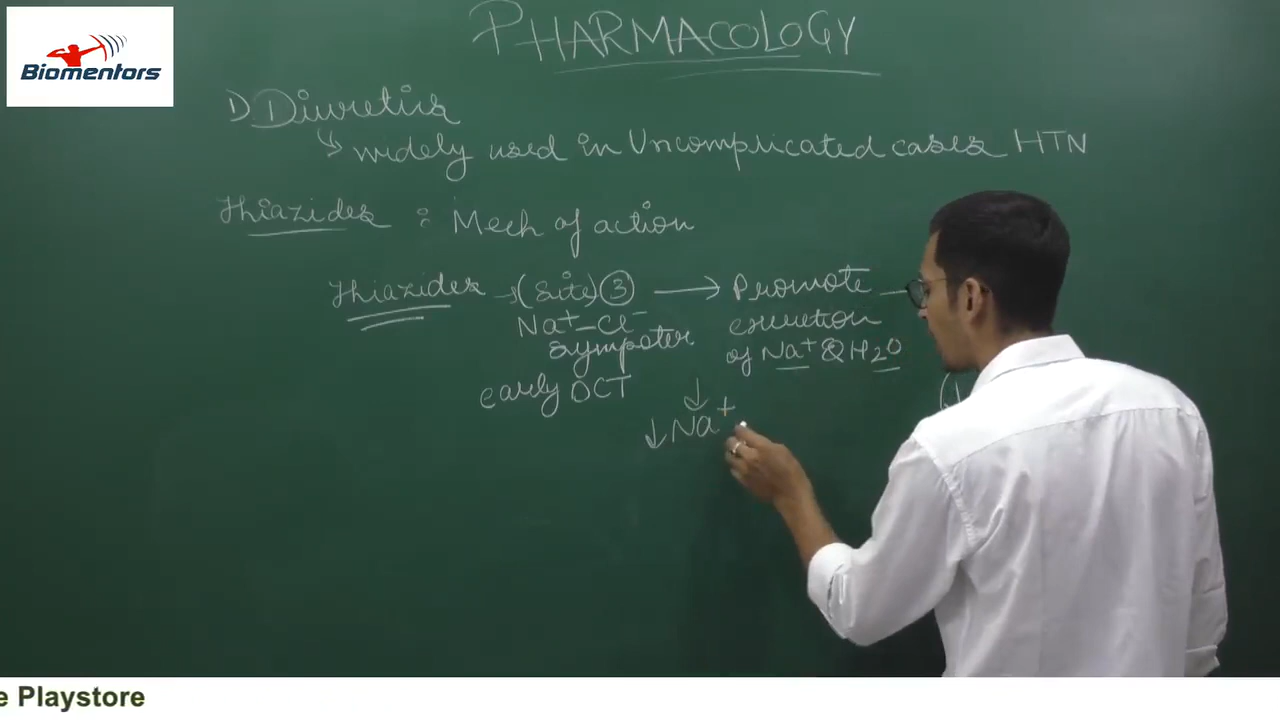 Biomentors
PHARMACOLOGY
1) Diuretics
↳ widely used in Uncomplicated cases HTN
Thiazides : Mech of action
Thiazides → (Site) 3 → Promote
Na+-Cl- excretion
sympoter of Na+ & H2O
early DCT
↓
↓ Na+
e Playstore